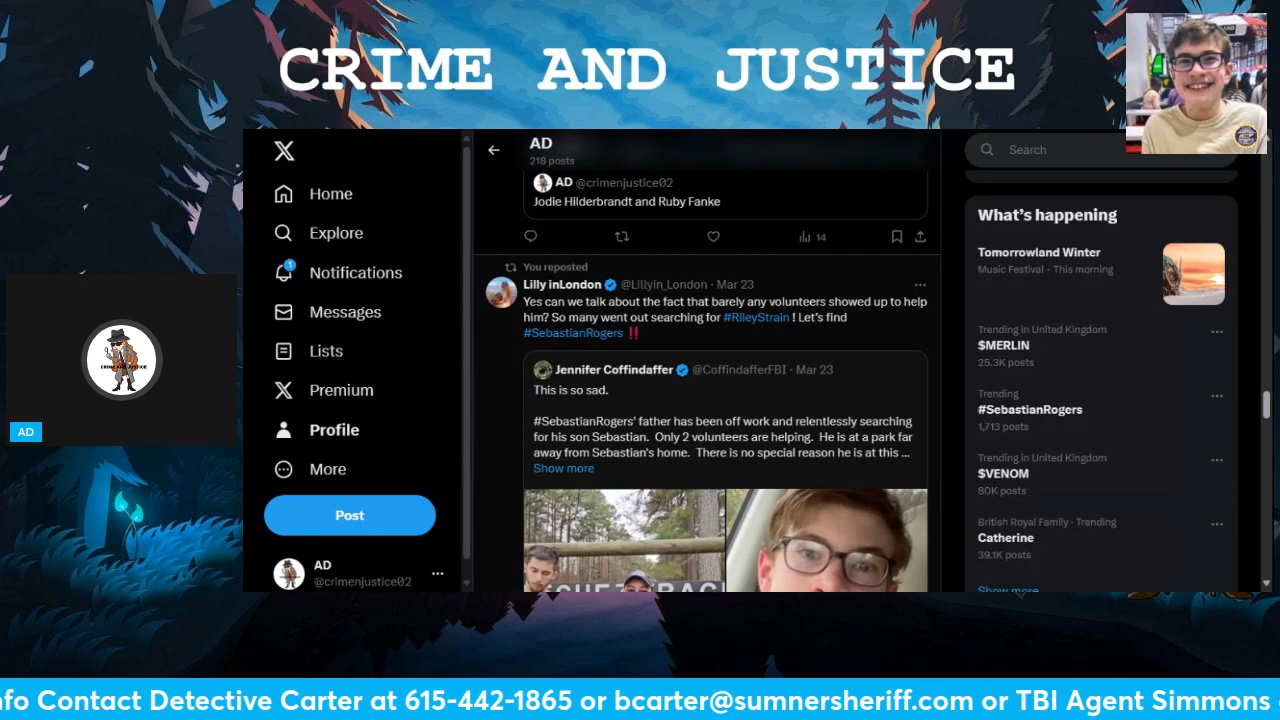 CRIME AND JUSTICE
AD
218 posts
Search
Home
Explore
1
Notifications
Messages
Lists
Premium
Profile
More
Post
AD
@crimenjustice02
AD @crimenjustice02
Jodie Hilderbrandt and Ruby Fanke
14
You reposted
Lilly inLondon @Lillyin_London · Mar 23
Yes can we talk about the fact that barely any volunteers showed up to help
him? So many went out searching for #RileyStrain ! Let's find
#SebastianRogers ‼️
Jennifer Coffindaffer @CoffindafferFBI · Mar 23
This is so sad.
#SebastianRogers' father has been off work and relentlessly searching
for his son Sebastian. Only 2 volunteers are helping. He is at a park far
away from Sebastian's home. There is no special reason he is at this ...
Show more
What's happening
Tomorrowland Winter
Music Festival · This morning
Trending in United Kingdom
$MERLIN
25.3K posts
Trending
#SebastianRogers
1,713 posts
Trending in United Kingdom
$VENOM
80K posts
British Royal Family · Trending
Catherine
39.1K posts
Show more
CRIME AND JUSTICE
AD
nfo Contact Detective Carter at 615-442-1865 or bcarter@sumnersheriff.com or TBI Agent Simmons